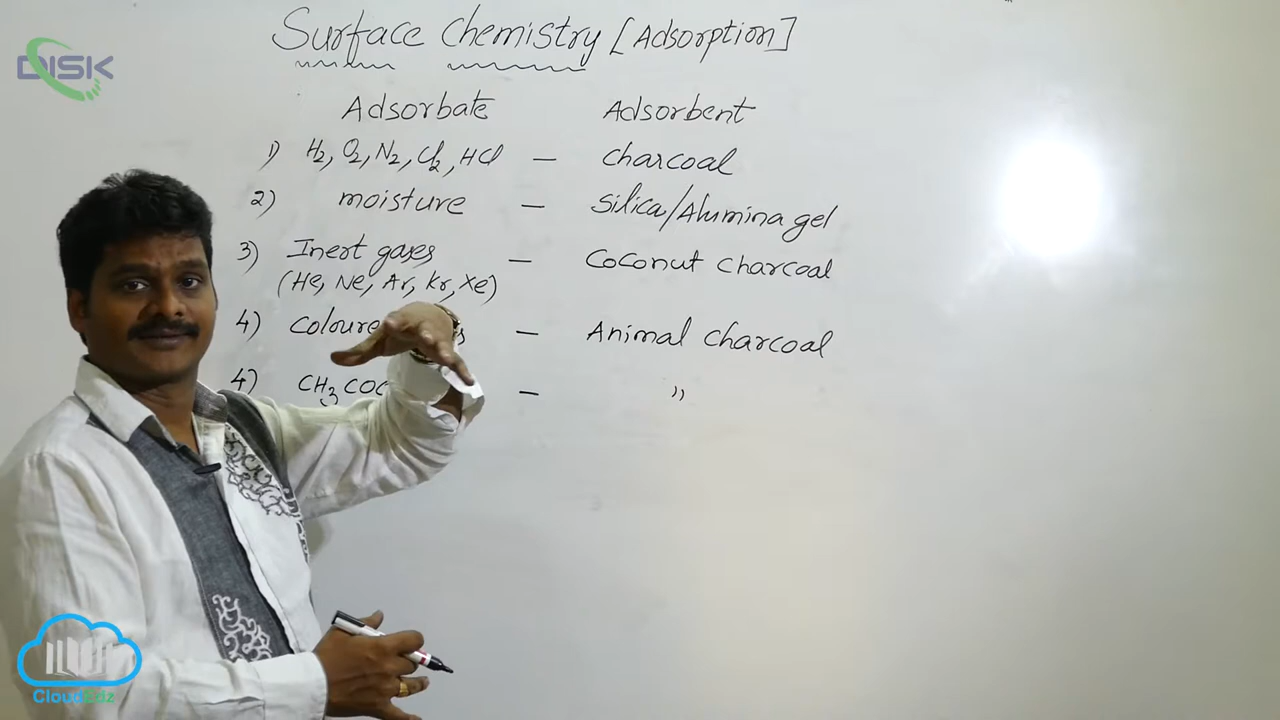 Surface Chemistry [Adsorption]
DISK
Adsorbate Adsorbent
1) H2, O2, N2, Cl2, HCl — Charcoal
2) moisture — Silica/Alumina gel
3) Inert gases — Coconut Charcoal
(He, Ne, Ar, Kr, Xe)
4) — Animal Charcoal
4) CH3COO — "
CloudEdz